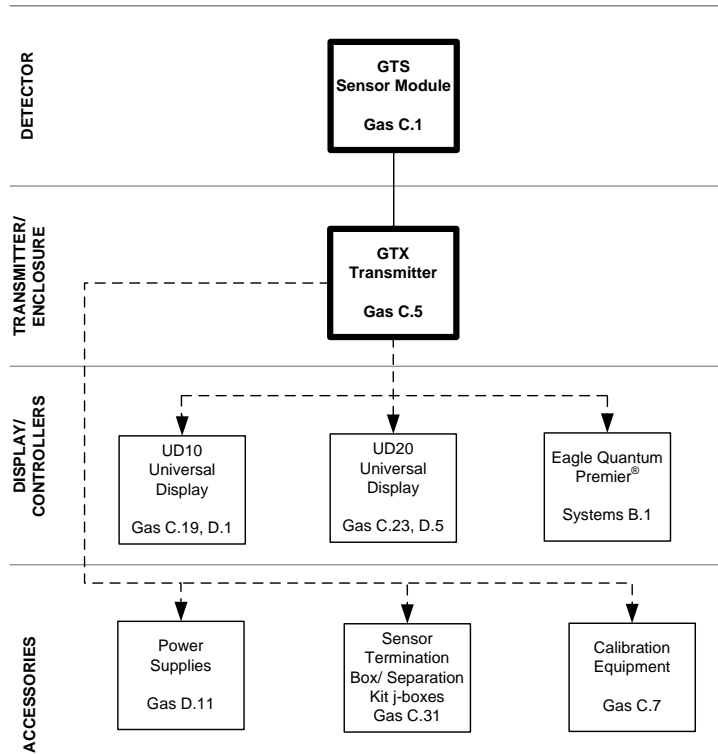 DETECTOR
GTS
Sensor Module
Gas C.1
TRANSMITTER/
ENCLOSURE
GTX
Transmitter
Gas C.5
DISPLAY/
CONTROLLERS
UD10
Universal
Display
Gas C.19, D.1
UD20
Universal
Display
Gas C.23, D.5
Eagle Quantum
Premier®
Systems B.1
ACCESSORIES
Power
Supplies
Gas D.11
Sensor
Termination
Box/ Separation
Kit j-boxes
Gas C.31
Calibration
Equipment
Gas C.7